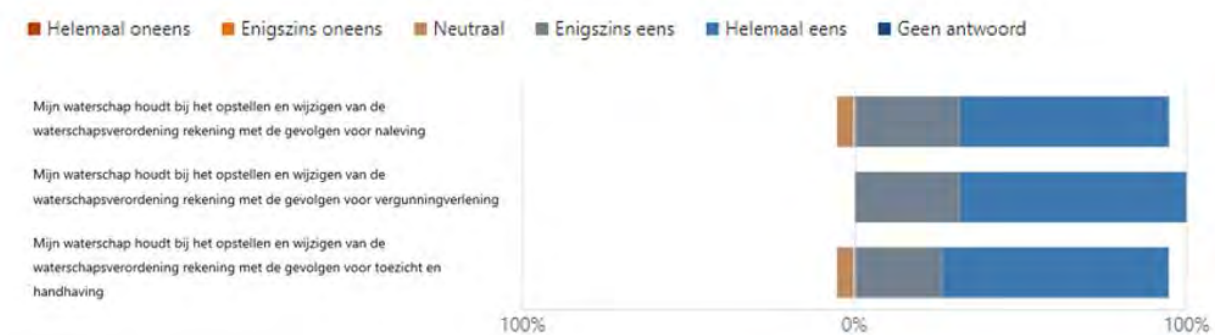 Helemaal oneens Enigszins oneens Neutraal Enigszins eens Helemaal eens Geen antwoord
Mijn waterschap houdt bij het opstellen en wijzigen van de
waterschapsverordening rekening met de gevolgen voor naleving
Mijn waterschap houdt bij het opstellen en wijzigen van de
waterschapsverordening rekening met de gevolgen voor vergunningverlening
Mijn waterschap houdt bij het opstellen en wijzigen van de
waterschapsverordening rekening met de gevolgen voor toezicht en
handhaving
100% 0% 100%